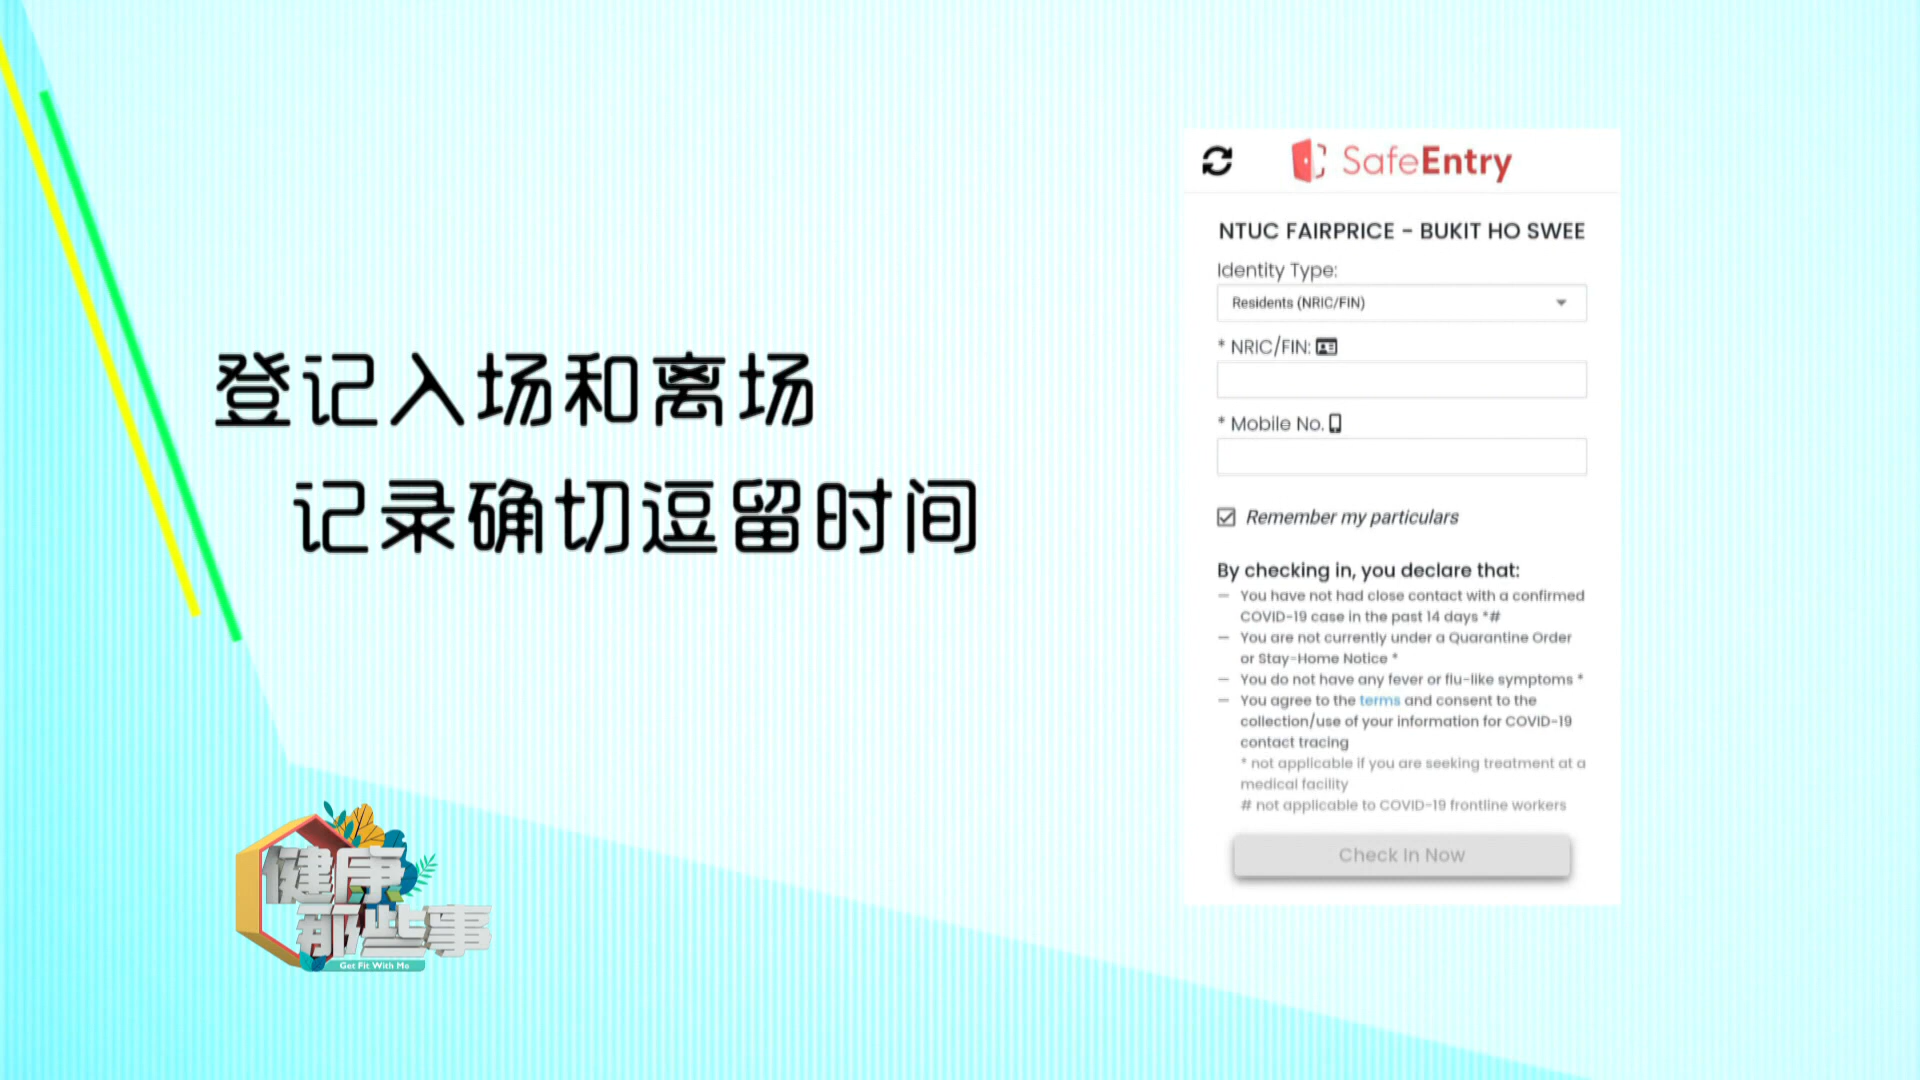 登记入场和离场
记录确切逗留时间
SafeEntry
NTUC FAIRPRICE - BUKIT HO SWEE
Identity Type:
Residents (NRIC/FIN)
* NRIC/FIN:
* Mobile No.
Remember my particulars
By checking in, you declare that:
— You have not had close contact with a confirmed
COVID-19 case in the past 14 days *#
— You are not currently under a Quarantine Order
or Stay-Home Notice *
— You do not have any fever or flu-like symptoms *
— You agree to the terms and consent to the
collection/use of your information for COVID-19
contact tracing
* not applicable if you are seeking treatment at a
medical facility
# not applicable to COVID-19 frontline workers
Check In Now
健康
那些事
Get Fit With Me